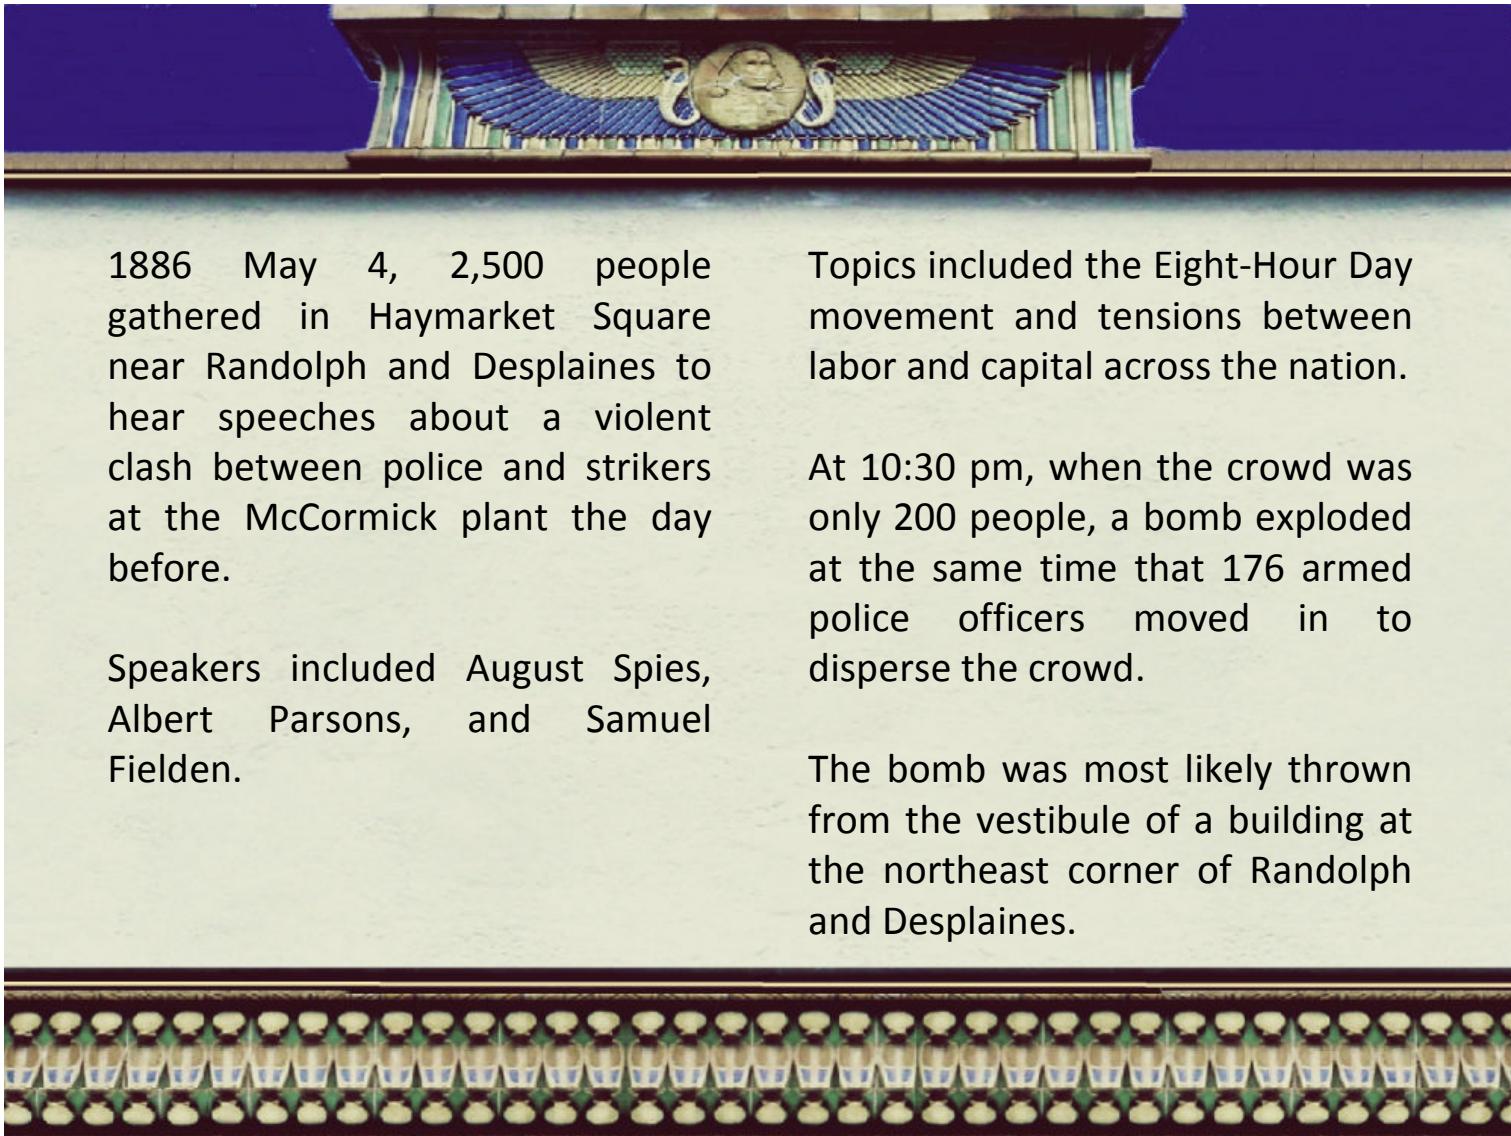 1886 May 4, 2,500 people
gathered in Haymarket Square
near Randolph and Desplaines to
hear speeches about a violent
clash between police and strikers
at the McCormick plant the day
before.
Speakers included August Spies,
Albert Parsons, and Samuel
Fielden.
Topics included the Eight-Hour Day
movement and tensions between
labor and capital across the nation.
At 10:30 pm, when the crowd was
only 200 people, a bomb exploded
at the same time that 176 armed
police officers moved in to
disperse the crowd.
The bomb was most likely thrown
from the vestibule of a building at
the northeast corner of Randolph
and Desplaines.